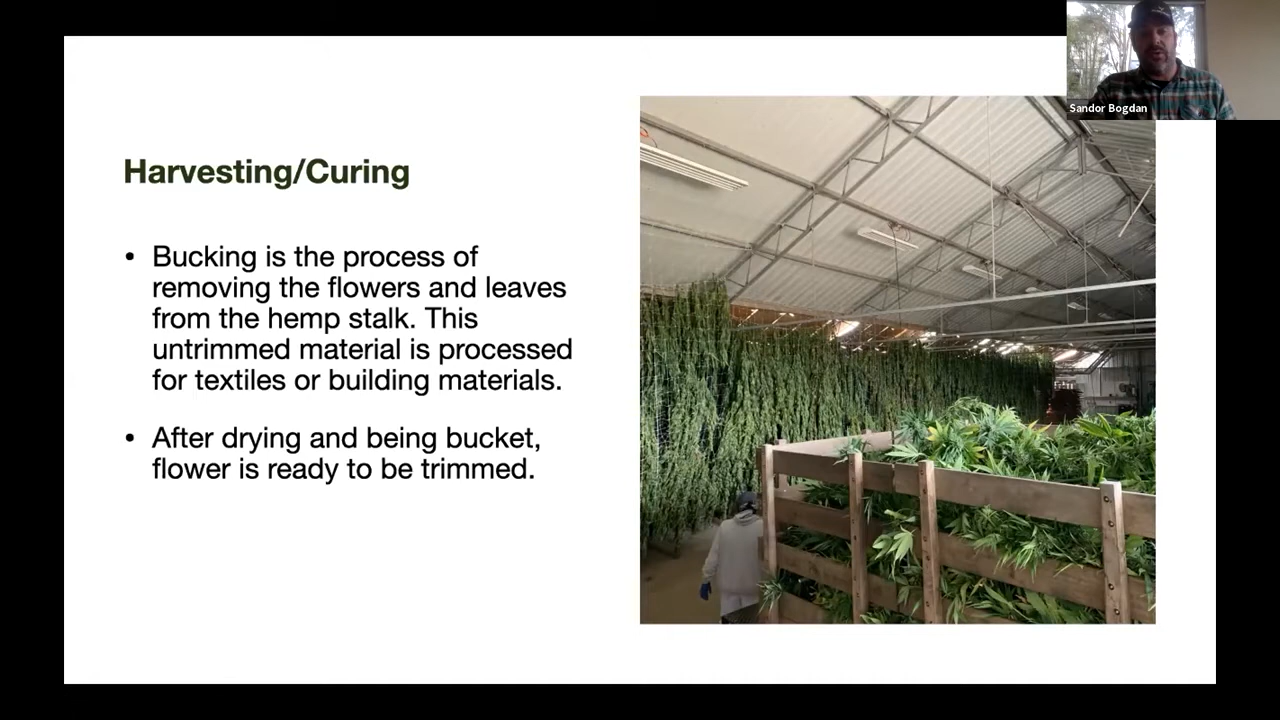 Sandor Bogdan
Harvesting/Curing
• Bucking is the process of
removing the flowers and leaves
from the hemp stalk. This
untrimmed material is processed
for textiles or building materials.
• After drying and being bucket,
flower is ready to be trimmed.